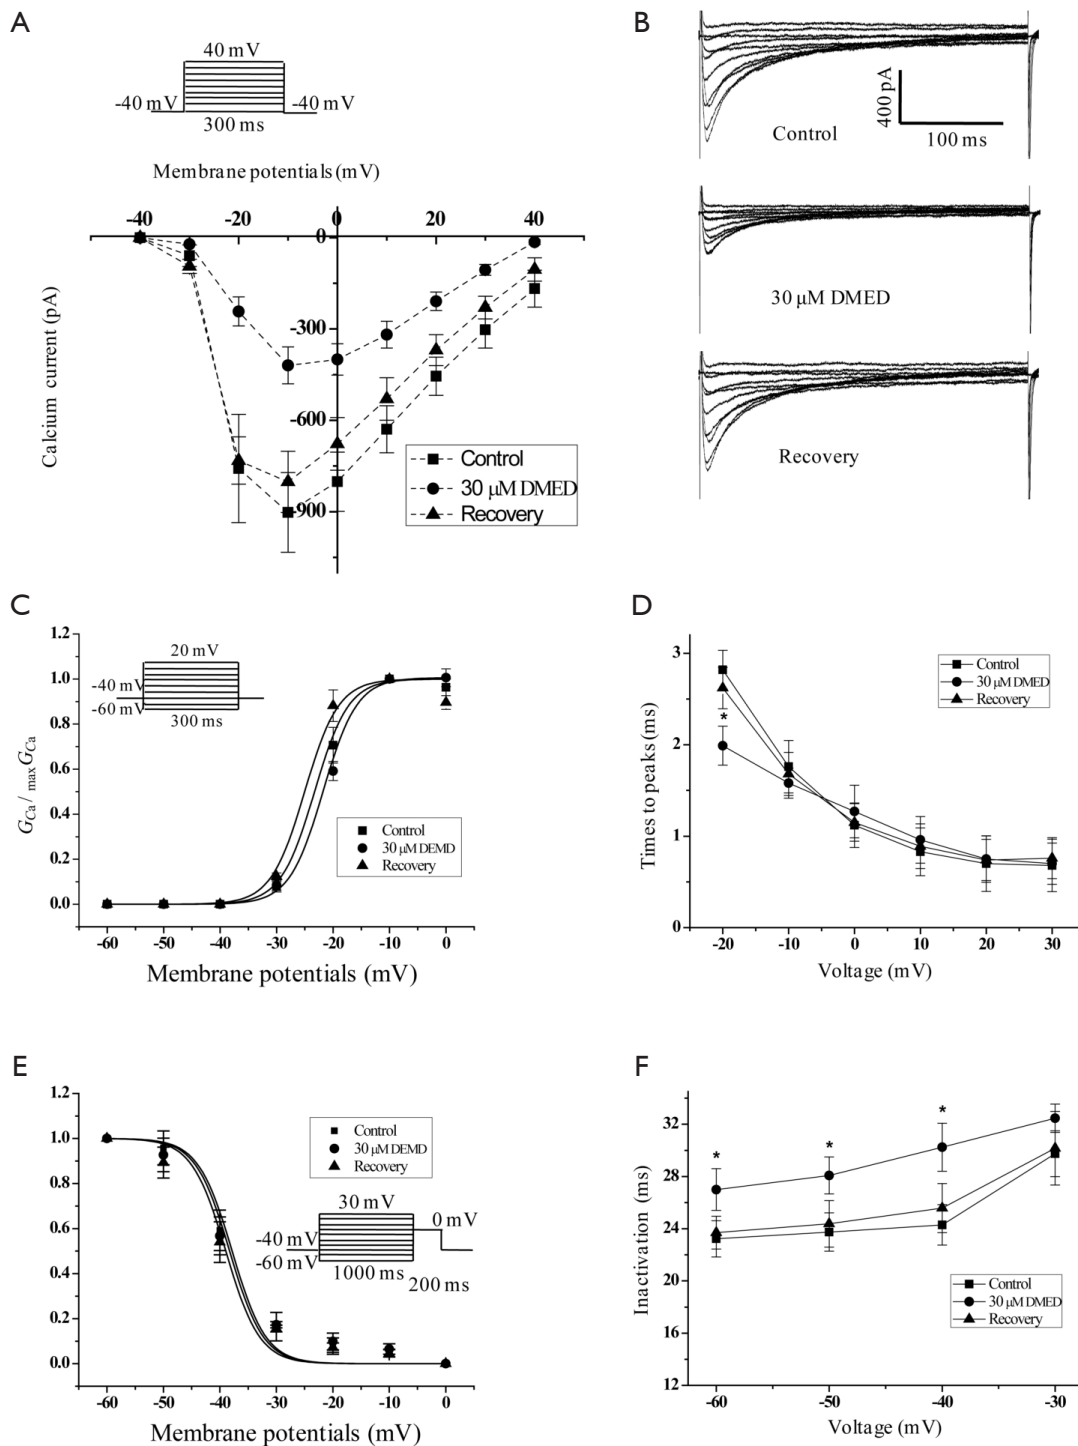 A
40 mV
-40 mV
-40 mV
300 ms
Membrane potentials (mV)
-40
-20
0
20
40
0
-300
-600
-900
Calcium current (pA)
Control
30 μM DMED
Recovery
B
400 pA
100 ms
Control
30 μM DMED
Recovery
C
1.2
1.0
0.8
0.6
0.4
0.2
0.0
GCa / maxGCa
20 mV
-40 mV
-60 mV
300 ms
Control
30 μM DEMD
Recovery
-60
-50
-40
-30
-20
-10
0
Membrane potentials (mV)
D
3
2
1
0
Times to peaks (ms)
*
Control
30 μM DMED
Recovery
-20
-10
0
10
20
30
Voltage (mV)
E
1.2
1.0
0.8
0.6
0.4
0.2
0.0
Control
30 μM DEMD
Recovery
30 mV
0 mV
-40 mV
-60 mV
1000 ms
200 ms
-60
-50
-40
-30
-20
-10
0
Membrane potentials (mV)
F
32
28
24
20
16
12
Inactivation (ms)
*
*
*
Control
30 μM DMED
Recovery
-60
-50
-40
-30
Voltage (mV)